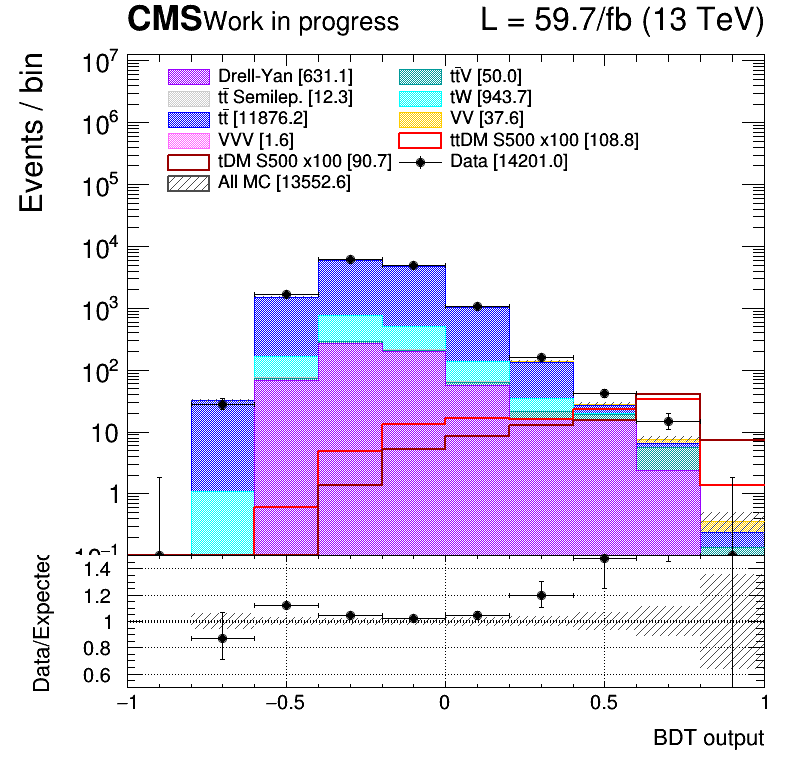 CMS Work in progress L = 59.7/fb (13 TeV)
Events / bin
10⁷
10⁶
10⁵
10⁴
10³
10²
10
1
10⁻¹
Drell-Yan [631.1] tt̄V [50.0]
tt̄ Semilep. [12.3] tW [943.7]
tt̄ [11876.2] VV [37.6]
VVV [1.6] ttDM S500 x100 [108.8]
tDM S500 x100 [90.7] Data [14201.0]
All MC [13552.6]
Data/Expected
1.4
1.2
1
0.8
0.6
−1 −0.5 0 0.5 1
BDT output